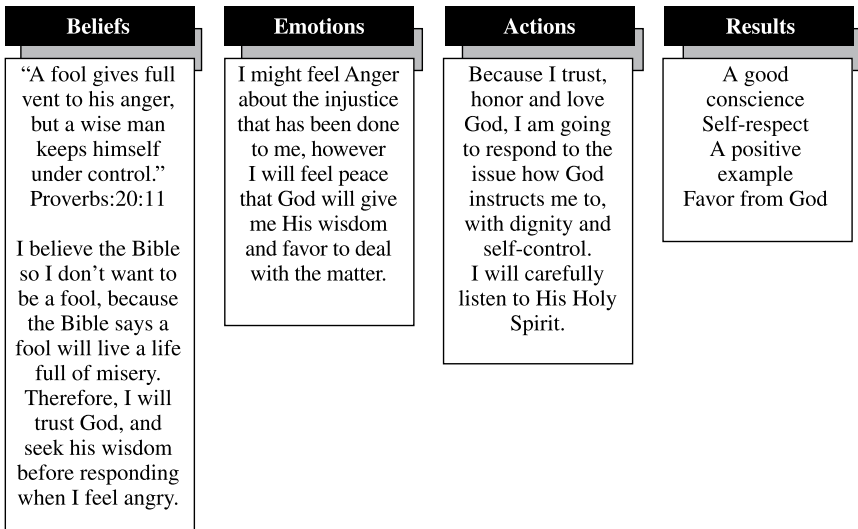 Beliefs
“A fool gives full
vent to his anger,
but a wise man
keeps himself
under control.”
Proverbs:20:11
I believe the Bible
so I don’t want to
be a fool, because
the Bible says a
fool will live a life
full of misery.
Therefore, I will
trust God, and
seek his wisdom
before responding
when I feel angry.
Emotions
I might feel Anger
about the injustice
that has been done
to me, however
I will feel peace
that God will give
me His wisdom
and favor to deal
with the matter.
Actions
Because I trust,
honor and love
God, I am going
to respond to the
issue how God
instructs me to,
with dignity and
self-control.
I will carefully
listen to His Holy
Spirit.
Results
A good
conscience
Self-respect
A positive
example
Favor from God